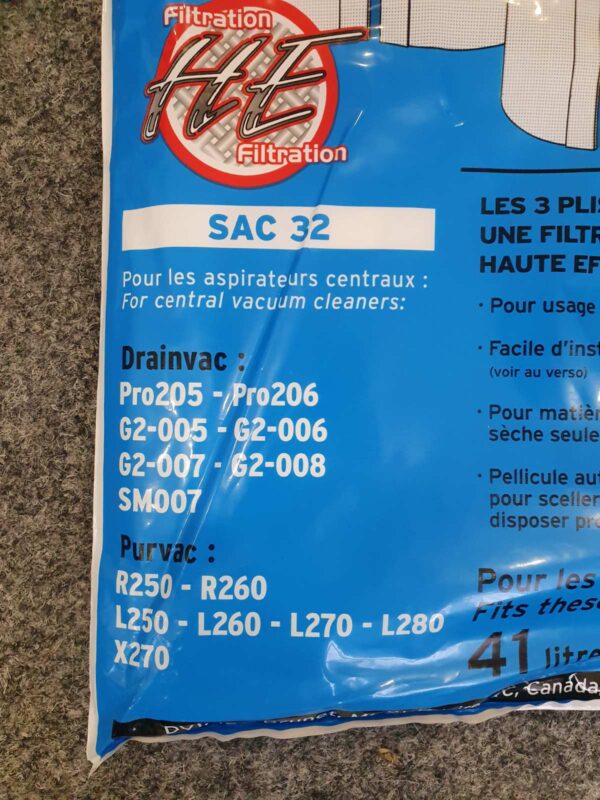 Filtration
HE
Filtration
SAC 32
Pour les aspirateurs centraux :
For central vacuum cleaners:
Drainvac :
Pro205 - Pro206
G2-005 - G2-006
G2-007 - G2-008
SM007
Purvac :
R250 - R260
L250 - L260 - L270 - L280
X270
LES 3 PLIS
UNE FILTR
HAUTE EF
· Pour usage
· Facile d'inst
(voir au verso)
· Pour matièr
sèche seule
· Pellicule aut
pour sceller
disposer pr
Pour les
Fits these
41 litre
Canada